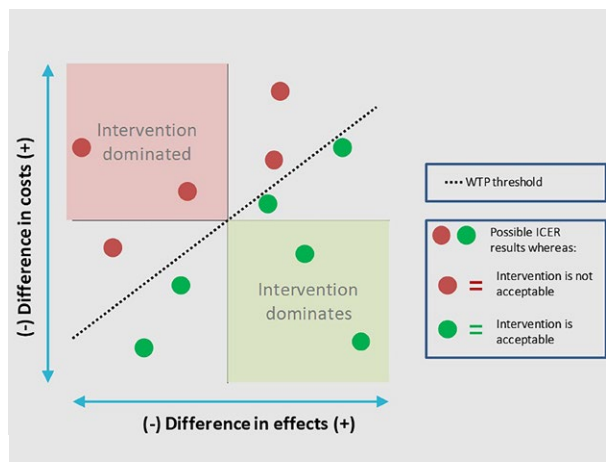 Intervention
dominated
(-) Difference in costs (+)
WTP threshold
Possible ICER
results whereas:
Intervention is not
acceptable
Intervention
dominates
Intervention is
acceptable
(-) Difference in effects (+)